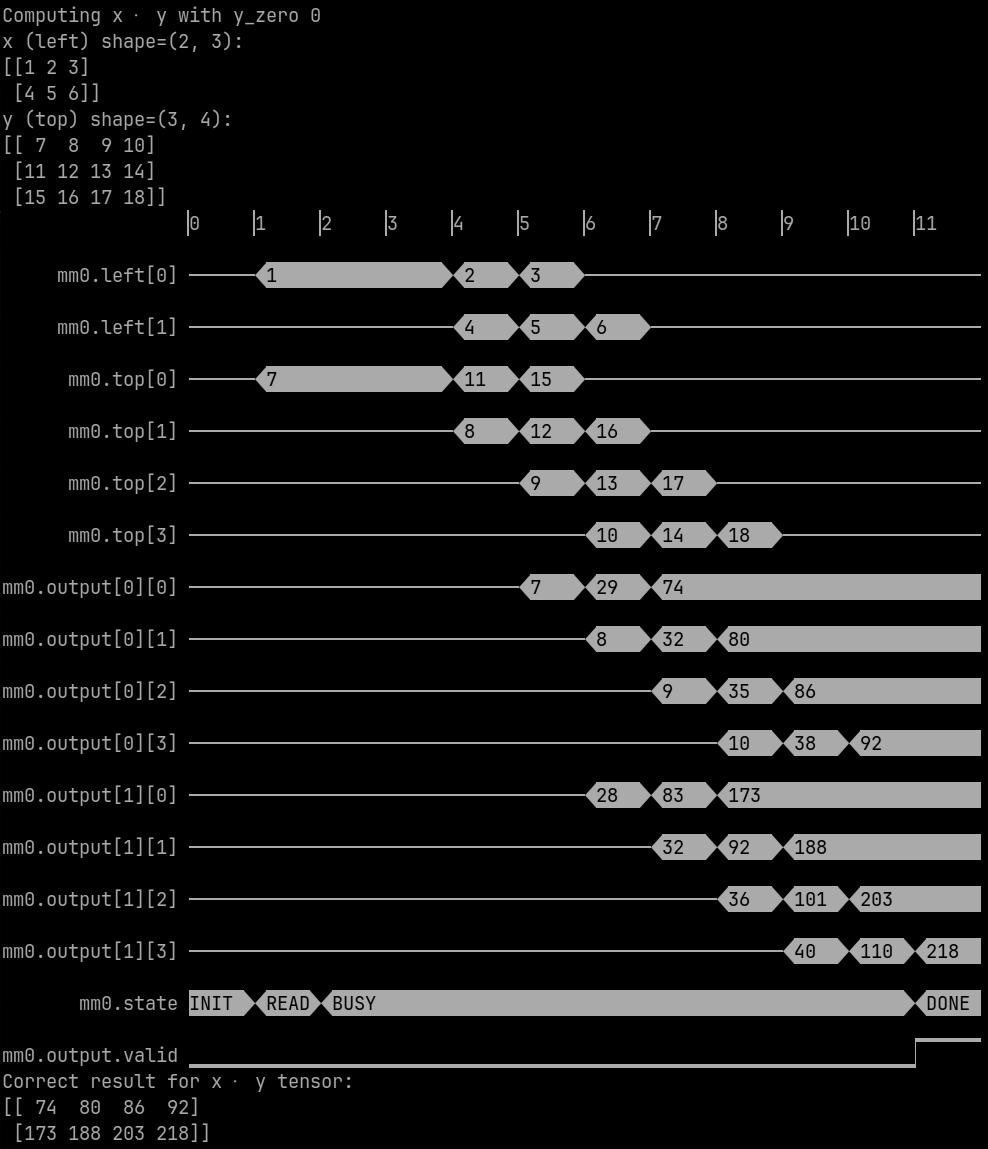 Computing x · y with y_zero 0
x (left) shape=(2, 3):
[[1 2 3]
 [4 5 6]]
y (top) shape=(3, 4):
[[ 7  8  9 10]
 [11 12 13 14]
 [15 16 17 18]]
0 1 2 3 4 5 6 7 8 9 10 11
mm0.left[0] 1 2 3
mm0.left[1] 4 5 6
mm0.top[0] 7 11 15
mm0.top[1] 8 12 16
mm0.top[2] 9 13 17
mm0.top[3] 10 14 18
mm0.output[0][0] 7 29 74
mm0.output[0][1] 8 32 80
mm0.output[0][2] 9 35 86
mm0.output[0][3] 10 38 92
mm0.output[1][0] 28 83 173
mm0.output[1][1] 32 92 188
mm0.output[1][2] 36 101 203
mm0.output[1][3] 40 110 218
mm0.state INIT READ BUSY DONE
mm0.output.valid
Correct result for x · y tensor:
[[ 74  80  86  92]
 [173 188 203 218]]